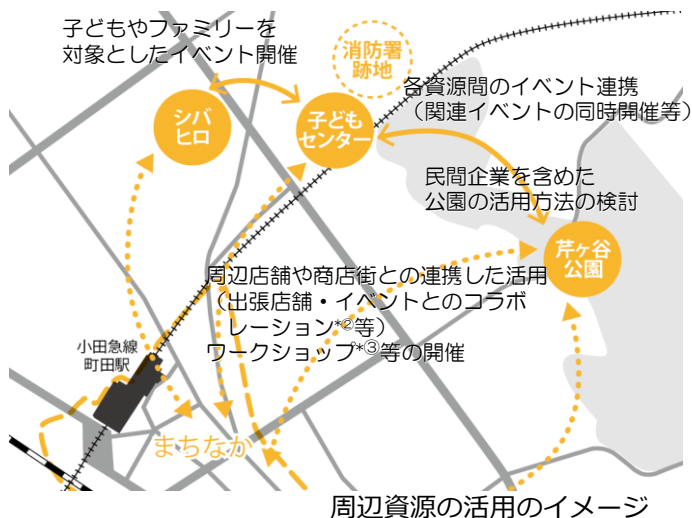 子どもやファミリーを
対象としたイベント開催
消防署
跡地
シバ
ヒロ
子ども
センター
各資源間のイベント連携
（関連イベントの同時開催等）
民間企業を含めた
公園の活用方法の検討
芹ヶ谷
公園
周辺店舗や商店街との連携した活用
（出張店舗・イベントとのコラボ
レーション*②等）
ワークショップ*③等の開催
小田急線
町田駅
まちなか
周辺資源の活用のイメージ